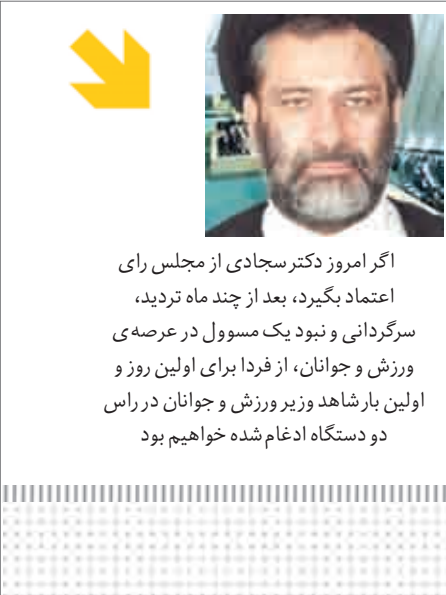 اگر امروز دکتر سجادی از مجلس رای
اعتماد بگیرد، بعد از چند ماه تردید،
سرگردانی و نبود یک مسوول در عرصه‌ی
ورزش و جوانان، از فردا برای اولین روز و
اولین بار شاهد وزیر ورزش و جوانان در راس
دو دستگاه ادغام شده خواهیم بود